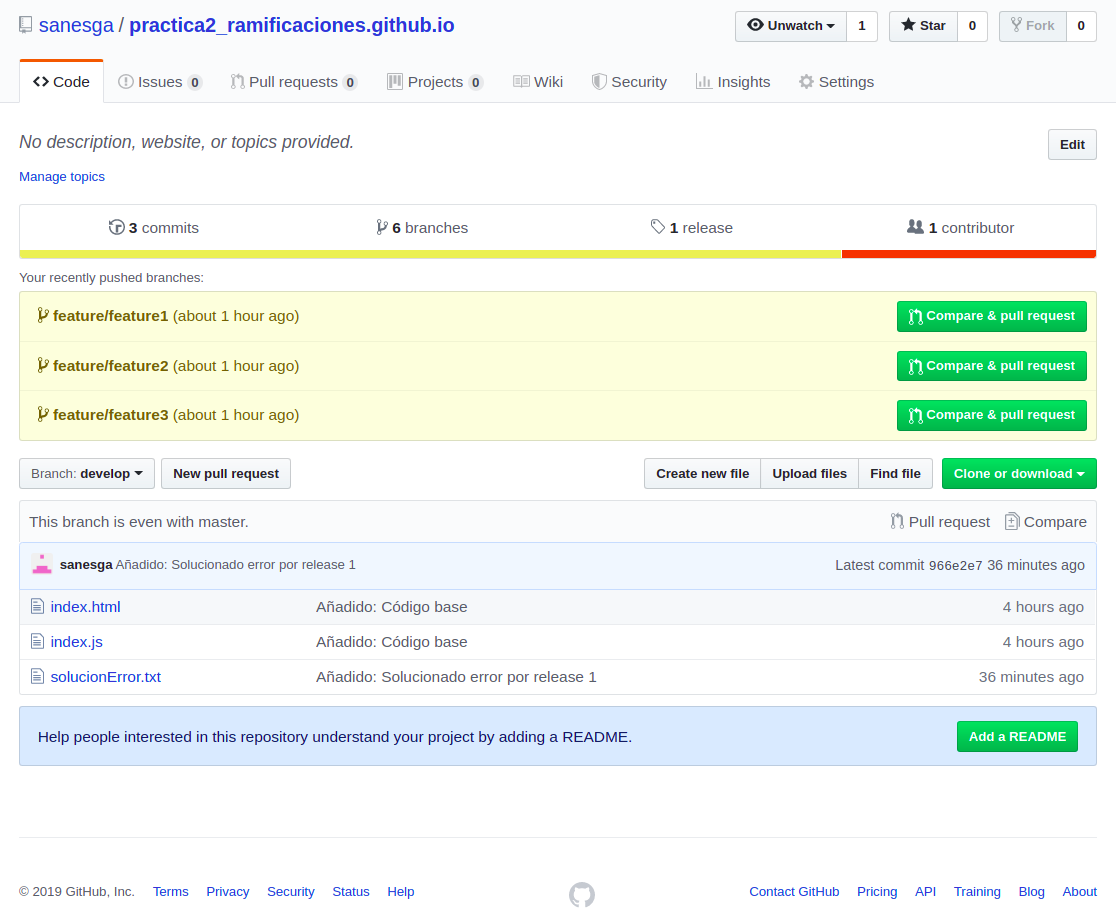 sanesga / practica2_ramificaciones.github.io
Unwatch 1 Star 0 Fork 0
Code Issues 0 Pull requests 0 Projects 0 Wiki Security Insights Settings
No description, website, or topics provided. Edit
Manage topics
3 commits 6 branches 1 release 1 contributor
Your recently pushed branches:
feature/feature1 (about 1 hour ago) Compare & pull request
feature/feature2 (about 1 hour ago) Compare & pull request
feature/feature3 (about 1 hour ago) Compare & pull request
Branch: develop New pull request Create new file Upload files Find file Clone or download
This branch is even with master. Pull request Compare
sanesga Añadido: Solucionado error por release 1 Latest commit 966e2e7 36 minutes ago
index.html Añadido: Código base 4 hours ago
index.js Añadido: Código base 4 hours ago
solucionError.txt Añadido: Solucionado error por release 1 36 minutes ago
Help people interested in this repository understand your project by adding a README. Add a README
© 2019 GitHub, Inc. Terms Privacy Security Status Help Contact GitHub Pricing API Training Blog About